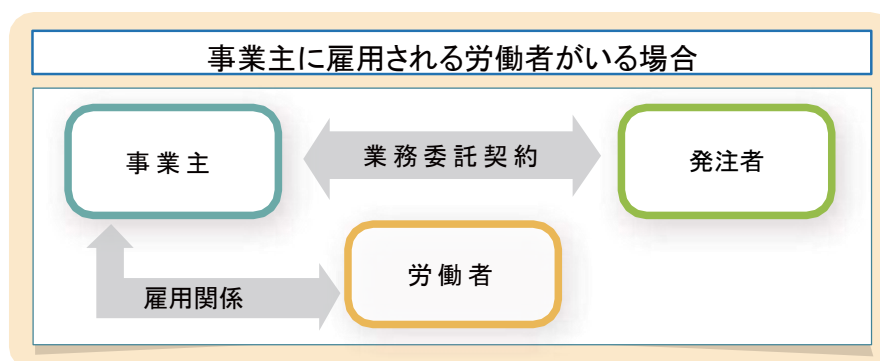 事業主に雇用される労働者がいる場合
事業主
業務委託契約
発注者
労働者
雇用関係